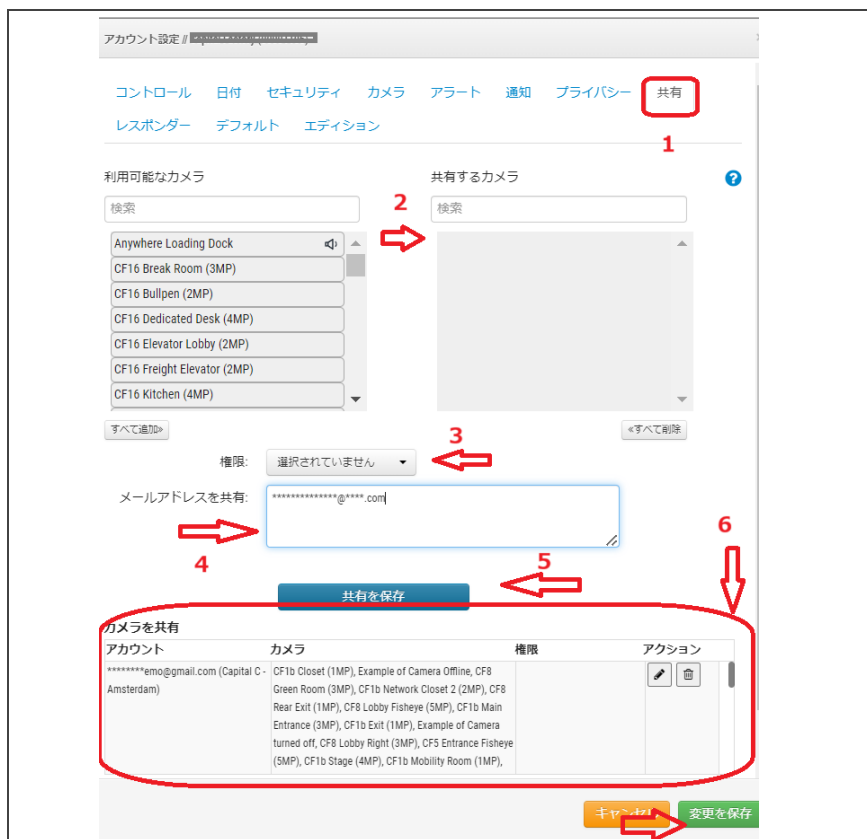 アカウント設定 //
コントロール 日付 セキュリティ カメラ アラート 通知 プライバシー 共有
1
レスポンダー デフォルト エディション
利用可能なカメラ 共有するカメラ
検索 2 検索
Anywhere Loading Dock
CF16 Break Room (3MP)
CF16 Bullpen (2MP)
CF16 Dedicated Desk (4MP)
CF16 Elevator Lobby (2MP)
CF16 Freight Elevator (2MP)
CF16 Kitchen (4MP)
すべて追加» «すべて削除
3
権限: 選択されていません
メールアドレスを共有: **************@****.com
6
4 5
共有を保存
カメラを共有
アカウント カメラ 権限 アクション
********emo@gmail.com (Capital C - CF1b Closet (1MP), Example of Camera Offline, CF8
Amsterdam) Green Room (3MP), CF1b Network Closet 2 (2MP), CF8
Rear Exit (1MP), CF8 Lobby Fisheye (5MP), CF1b Main
Entrance (3MP), CF1b Exit (1MP), Example of Camera
turned off, CF8 Lobby Right (3MP), CF5 Entrance Fisheye
(5MP), CF1b Stage (4MP), CF1b Mobility Room (1MP),
キャンセル 変更を保存